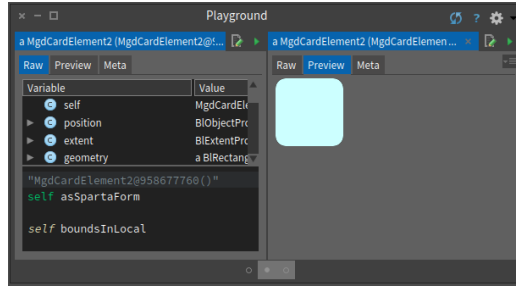 Playground
a MgdCardElement2 (MgdCardElement2@!...
a MgdCardElement2 (MgdCardElemen ...
Raw Preview Meta
Raw Preview Meta
Variable Value
self MgdCardEle
position BlObjectPro
extent BlExtentPro
geometry a BlRectang
"MgdCardElement2@958677760()"
self asSpartaForm
self boundsInLocal